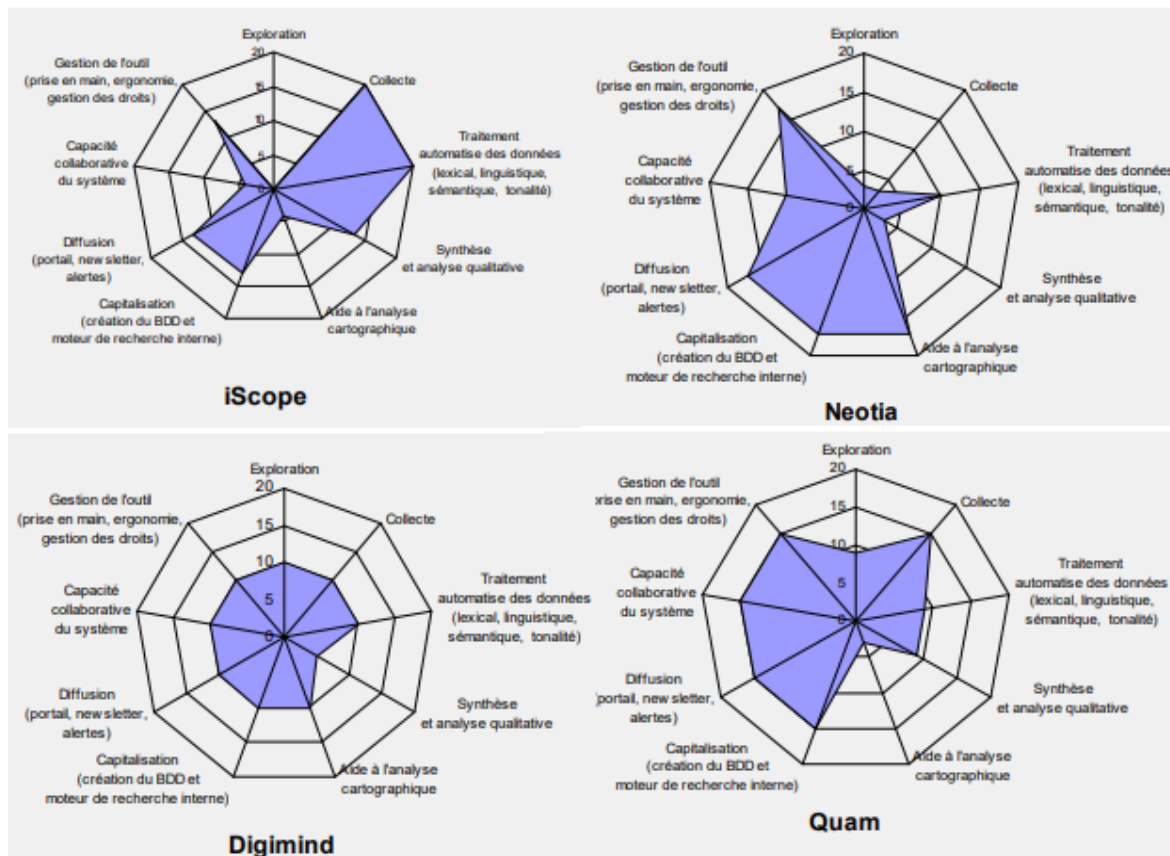 Exploration
20
15
10
5
0
Gestion de l'outil
(prise en main, ergonomie,
gestion des droits)
Collecte
Capacité
collaborative
du système
Traitement
automatise des données
(lexical, linguistique,
sémantique, tonalité)
Diffusion
(portail, new sletter,
alertes)
Synthèse
et analyse qualitative
Capitalisation
(création du BDD et
moteur de recherche interne)
Aide à l'analyse
cartographique
iScope
Exploration
20
15
10
5
0
Gestion de l'outil
(prise en main, ergonomie,
gestion des droits)
Collecte
Capacité
collaborative
du système
Traitement
automatise des données
(lexical, linguistique,
sémantique, tonalité)
Diffusion
(portail, new sletter,
alertes)
Synthèse
et analyse qualitative
Capitalisation
(création du BDD et
moteur de recherche interne)
Aide à l'analyse
cartographique
Neotia
Exploration
20
15
10
5
0
Gestion de l'outil
(prise en main, ergonomie,
gestion des droits)
Collecte
Capacité
collaborative
du système
Traitement
automatise des données
(lexical, linguistique,
sémantique, tonalité)
Diffusion
(portail, new sletter,
alertes)
Synthèse
et analyse qualitative
Capitalisation
(création du BDD et
moteur de recherche interne)
Aide à l'analyse
cartographique
Digimind
Exploration
20
15
10
5
0
Gestion de l'outil
prise en main, ergonomie,
gestion des droits)
Collecte
Capacité
collaborative
du système
Traitement
automatise des données
(lexical, linguistique,
sémantique, tonalité)
Diffusion
(portail, new sletter,
alertes)
Synthèse
et analyse qualitative
Capitalisation
(création du BDD et
moteur de recherche interne)
Aide à l'analyse
cartographique
Quam